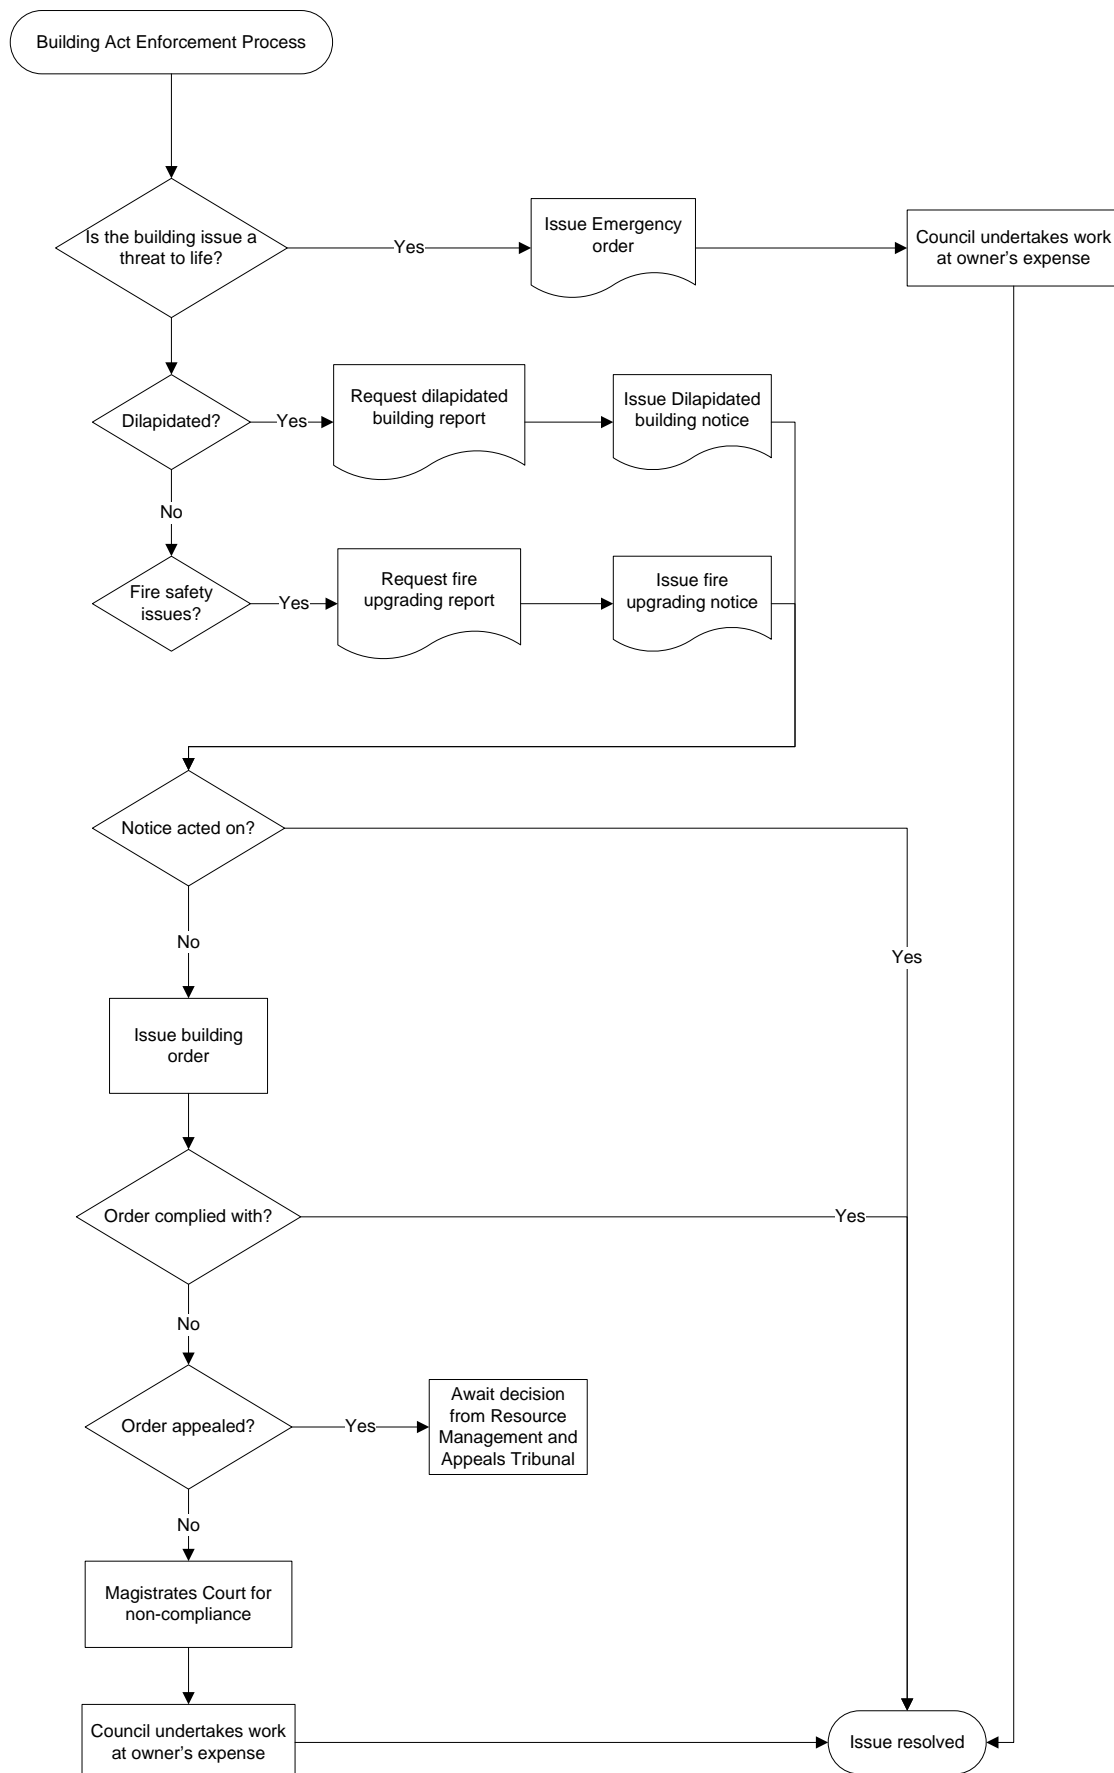 Building Act Enforcement Process
Is the building issue a
threat to life?
Yes
Issue Emergency
order
Council undertakes work
at owner’s expense
Dilapidated?
Yes
Request dilapidated
building report
Issue Dilapidated
building notice
No
Fire safety
issues?
Yes
Request fire
upgrading report
Issue fire
upgrading notice
Notice acted on?
No
Yes
Issue building
order
Order complied with?
Yes
No
Order appealed?
Yes
Await decision
from Resource
Management and
Appeals Tribunal
No
Magistrates Court for
non-compliance
Council undertakes work
at owner’s expense
Issue resolved